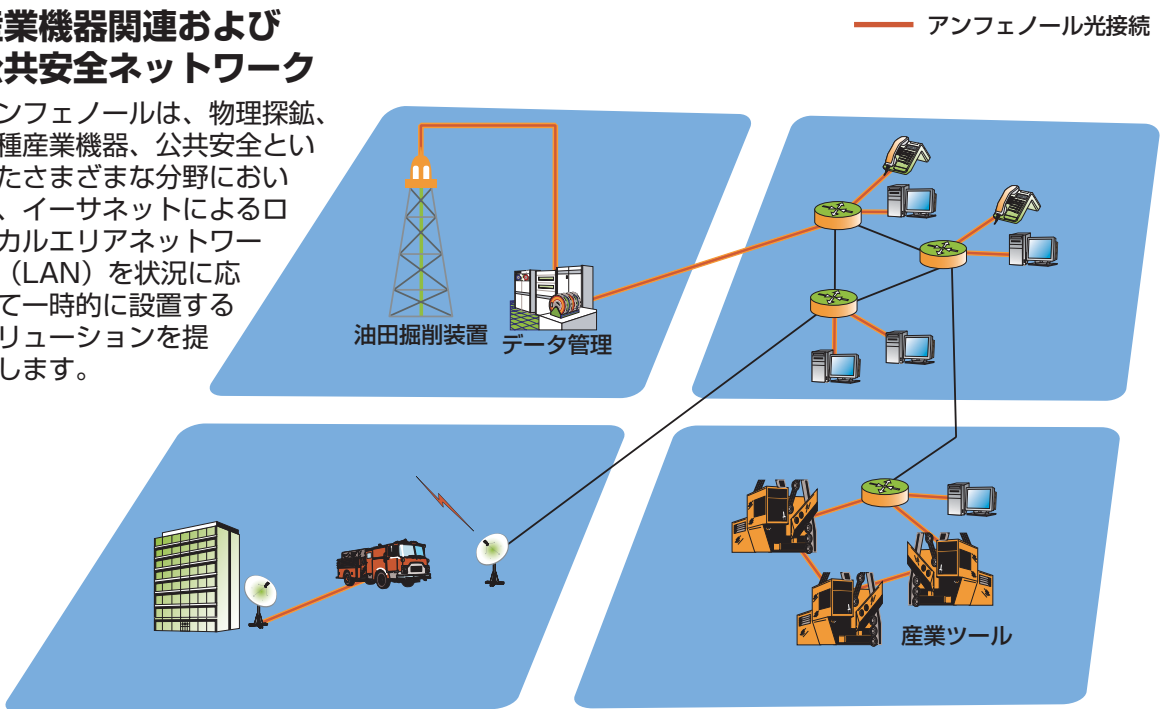 業機器関連および
共安全ネットワーク
ンフェノールは、物理探鉱、
種産業機器、公共安全とい
たさまざまな分野におい
、イーサネットによるロ
カルエリアネットワー
（LAN）を状況に応
て一時的に設置する
リューションを提
します。
アンフェノール光接続
油田掘削装置
データ管理
産業ツール